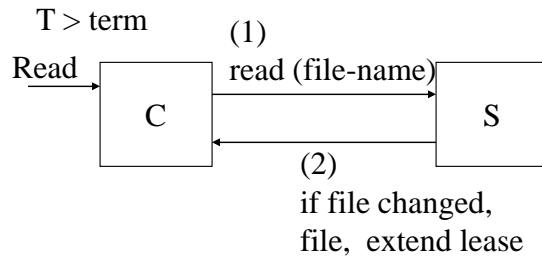 T > term
(1)
Read
read (file-name)
C
S
(2)
if file changed,
file, extend lease